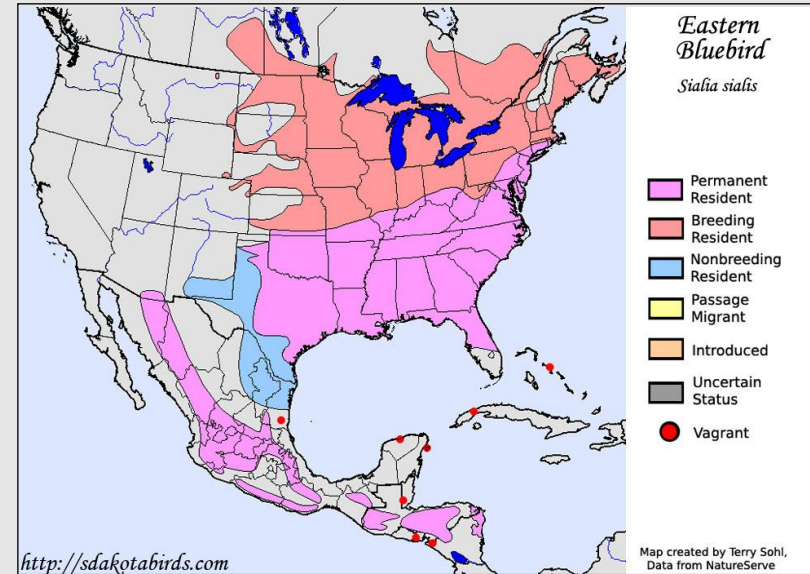 Eastern
Bluebird
Sialia sialis
Permanent
Resident
Breeding
Resident
Nonbreeding
Resident
Passage
Migrant
Introduced
Uncertain
Status
Vagrant
http://sdakotabirds.com
Map created by Terry Sohl,
Data from NatureServe